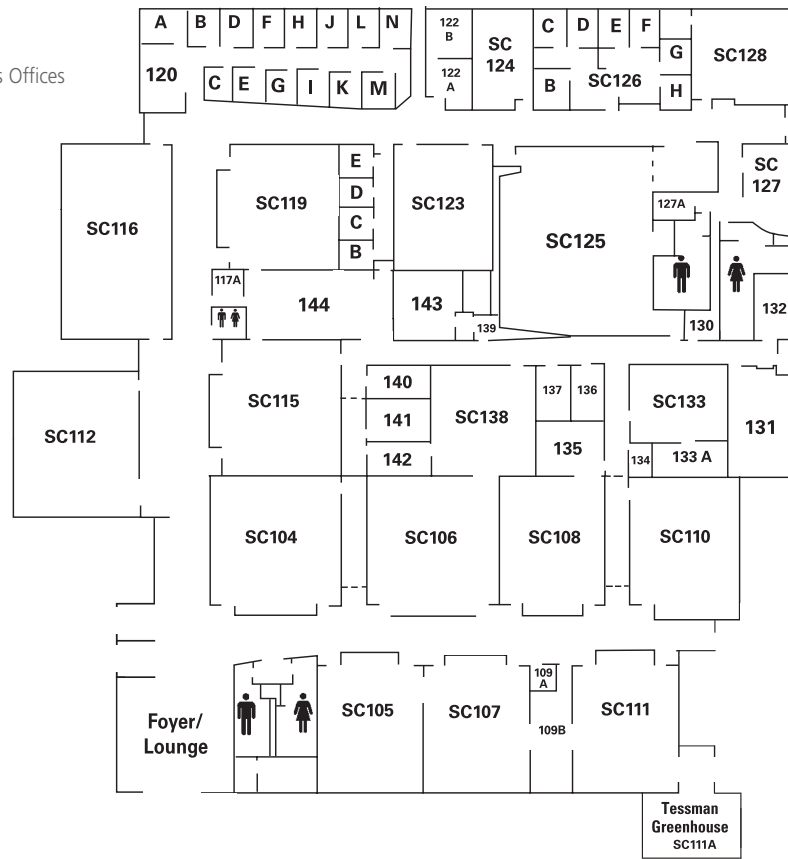 A B D F H J L N
120
C E G I K M
s Offices
122
B
122
A
SC
124
C D E F
G
SC126
B
H
SC128
SC116
SC119
E
D
C
B
SC123
SC125
SC
127
127A
117A
144
143
139
130
132
SC112
SC115
140
141
142
SC138
137
136
135
SC133
134
133 A
131
SC104
SC106
SC108
SC110
Foyer/
Lounge
SC105
SC107
109
A
109B
SC111
Tessman
Greenhouse
SC111A